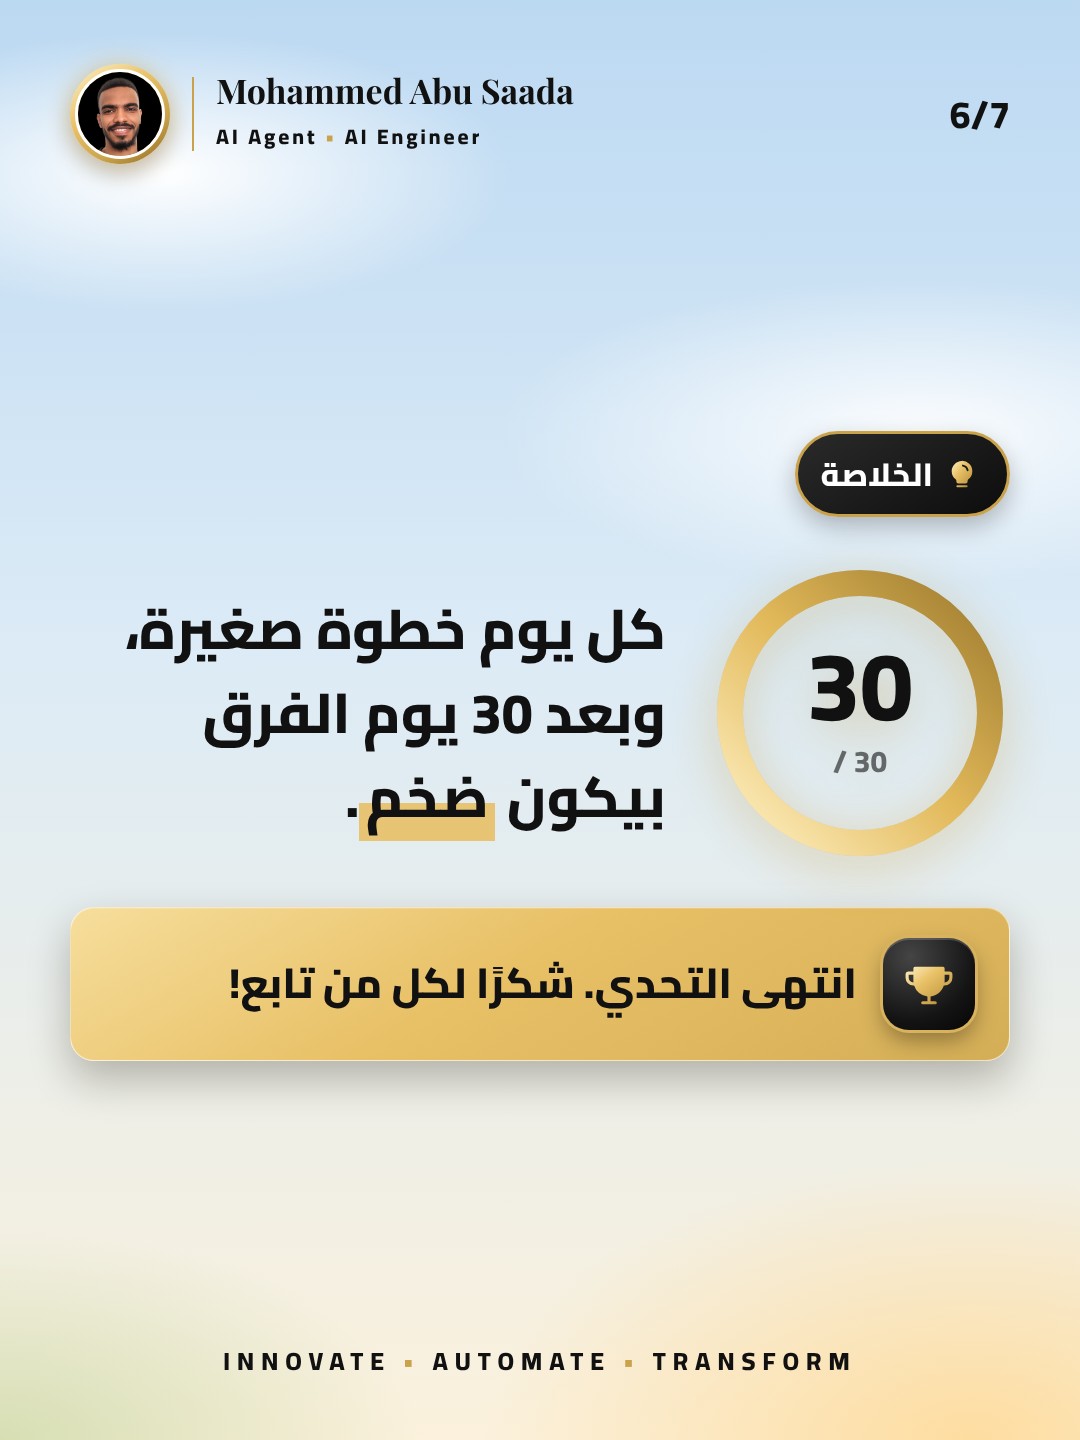 Mohammed Abu Saada
AI Agent ▪ AI Engineer
6/7
الخلاصة
30
/ 30
كل يوم خطوة صغيرة،
وبعد 30 يوم الفرق
بيكون ضخم.
انتهى التحدي. شكرًا لكل من تابع!
INNOVATE ▪ AUTOMATE ▪ TRANSFORM